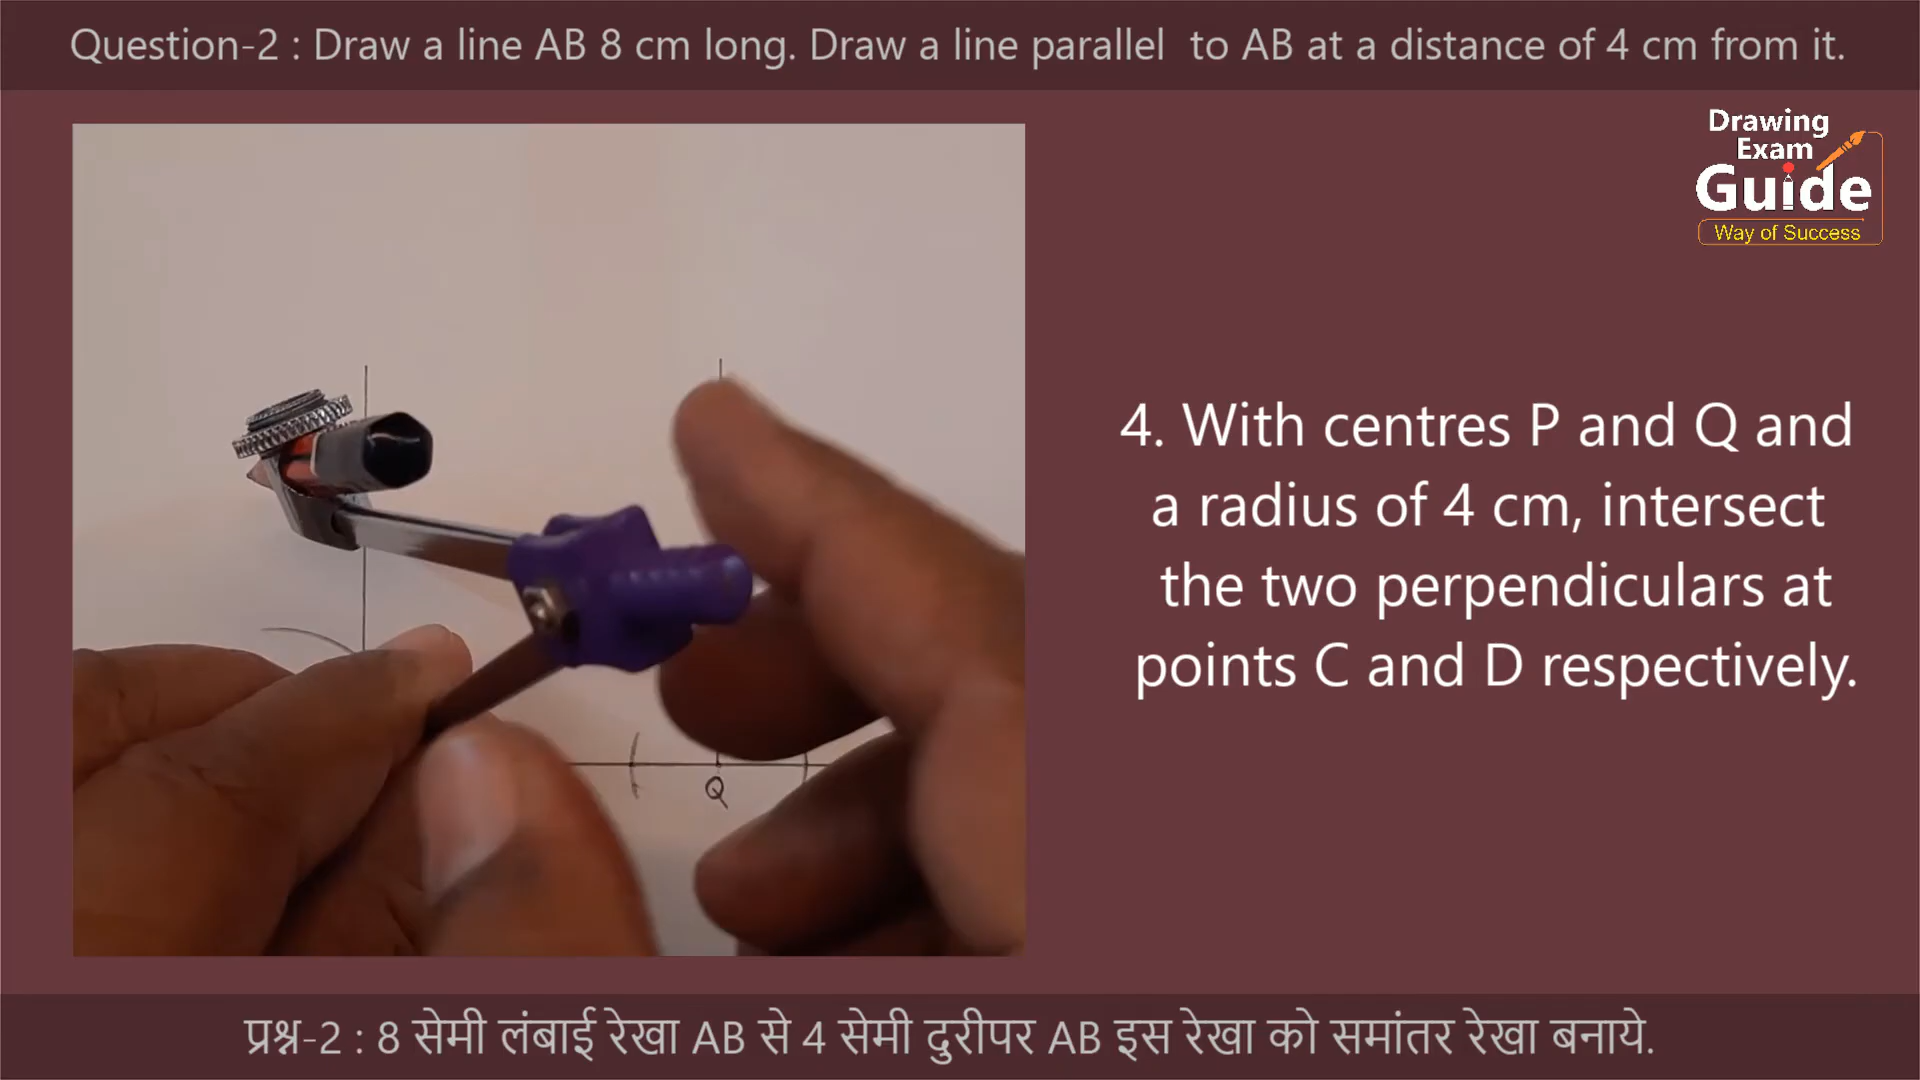 Question-2 : Draw a line AB 8 cm long. Draw a line parallel to AB at a distance of 4 cm from it.
Drawing
Exam
Guide
Way of Success
4. With centres P and Q and
a radius of 4 cm, intersect
the two perpendiculars at
points C and D respectively.
Q
प्रश्न-2 : 8 सेमी लंबाई रेखा AB से 4 सेमी दुरीपर AB इस रेखा को समांतर रेखा बनाये.